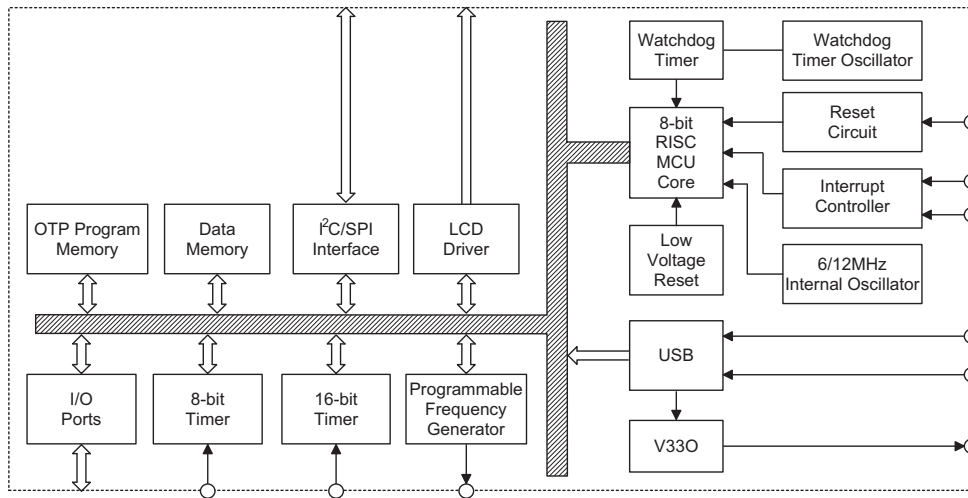 Watchdog
Timer
Watchdog
Timer Oscillator
8-bit
RISC
MCU
Core
Reset
Circuit
Interrupt
Controller
OTP Program
Memory
Data
Memory
I²C/SPI
Interface
LCD
Driver
Low
Voltage
Reset
6/12MHz
Internal Oscillator
USB
I/O
Ports
8-bit
Timer
16-bit
Timer
Programmable
Frequency
Generator
V33O